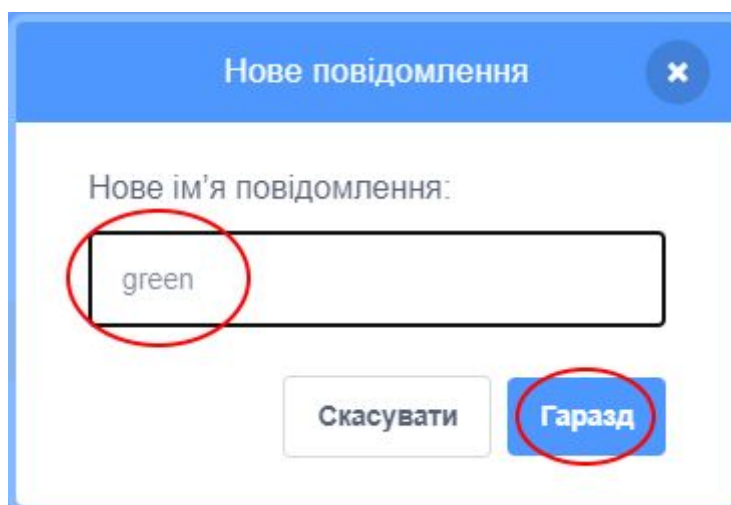 Нове повідомлення
Нове ім'я повідомлення:
green
Скасувати Гаразд